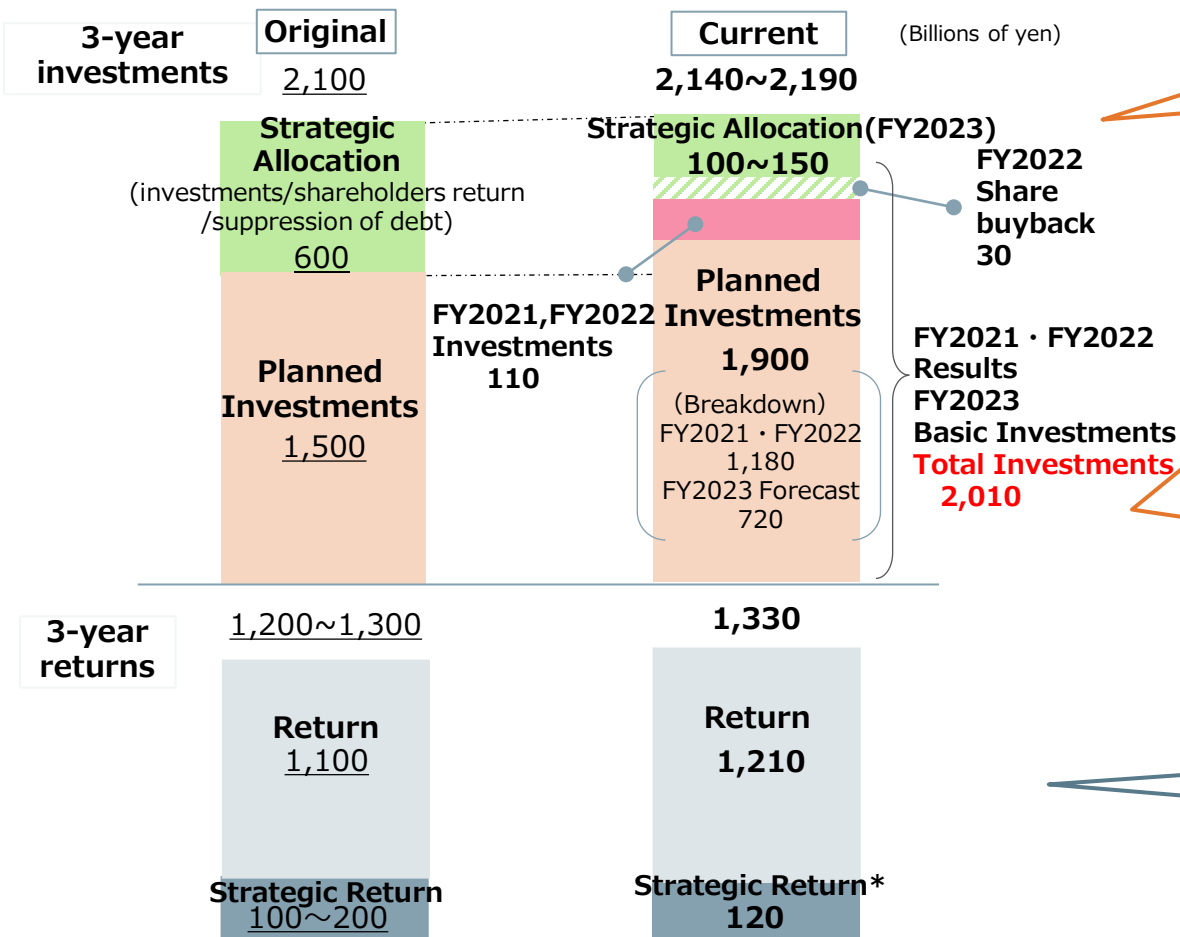 3-year
investments
Original
2,100
Current
2,140~2,190
(Billions of yen)
Strategic
Allocation
(investments/shareholders return
/suppression of debt)
600
Planned
Investments
1,500
Strategic Allocation(FY2023)
100~150
FY2022
Share
buyback
30
FY2021,FY2022
Investments
110
Planned
Investments
1,900
(Breakdown)
FY2021・FY2022
1,180
FY2023 Forecast
720
FY2021・FY2022
Results
FY2023
Basic Investments
Total Investments
2,010
3-year
returns
1,200~1,300
Return
1,100
Strategic Return
100～200
1,330
Return
1,210
Strategic Return*
120